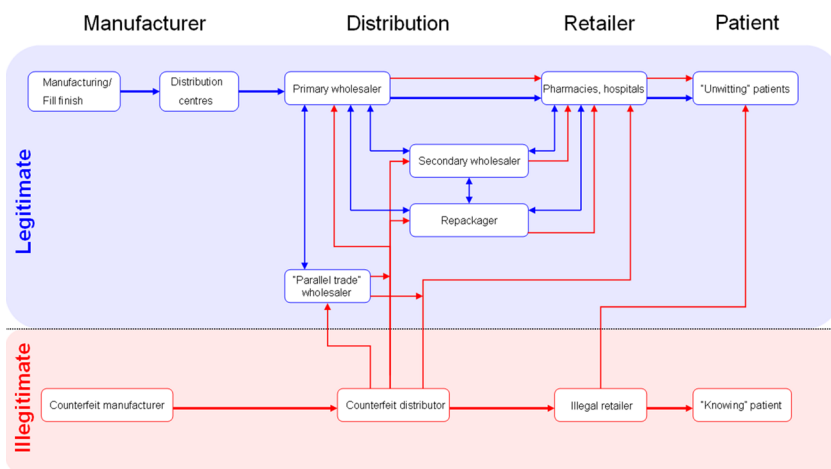 Manufacturer
Distribution
Retailer
Patient
Legitimate
Manufacturing/
Fill finish
Distribution
centres
Primary wholesaler
Pharmacies, hospitals
"Unwitting" patients
Secondary wholesaler
Repackager
"Parallel trade"
wholesaler
Illegitimate
Counterfeit manufacturer
Counterfeit distributor
Illegal retailer
"Knowing" patient